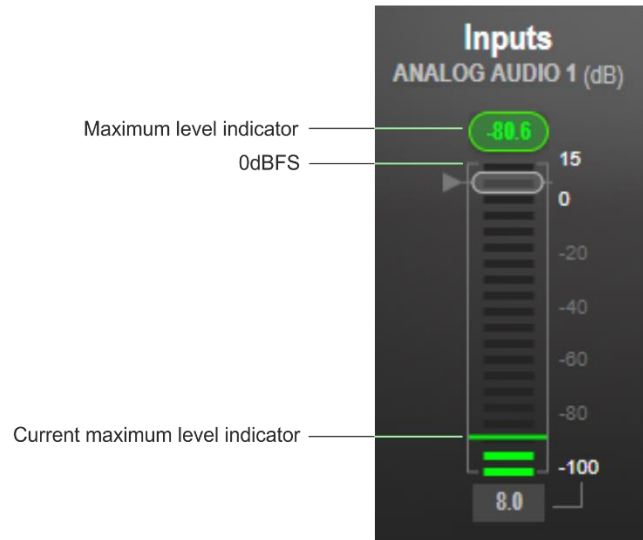 Inputs
ANALOG AUDIO 1 (dB)
Maximum level indicator
-80.6
0dBFS
15
0
-20
-40
-60
-80
Current maximum level indicator
-100
8.0